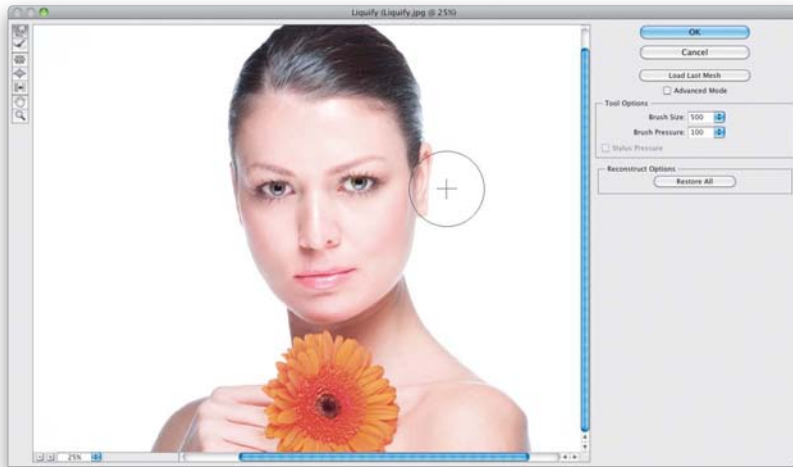 Liquify (Liquify.jpg @ 25%)
OK
Cancel
Load Last Mesh
Advanced Mode
Tool Options
Brush Size: 500
Brush Pressure: 100
Stylus Pressure
Reconstruct Options
Restore All
25%